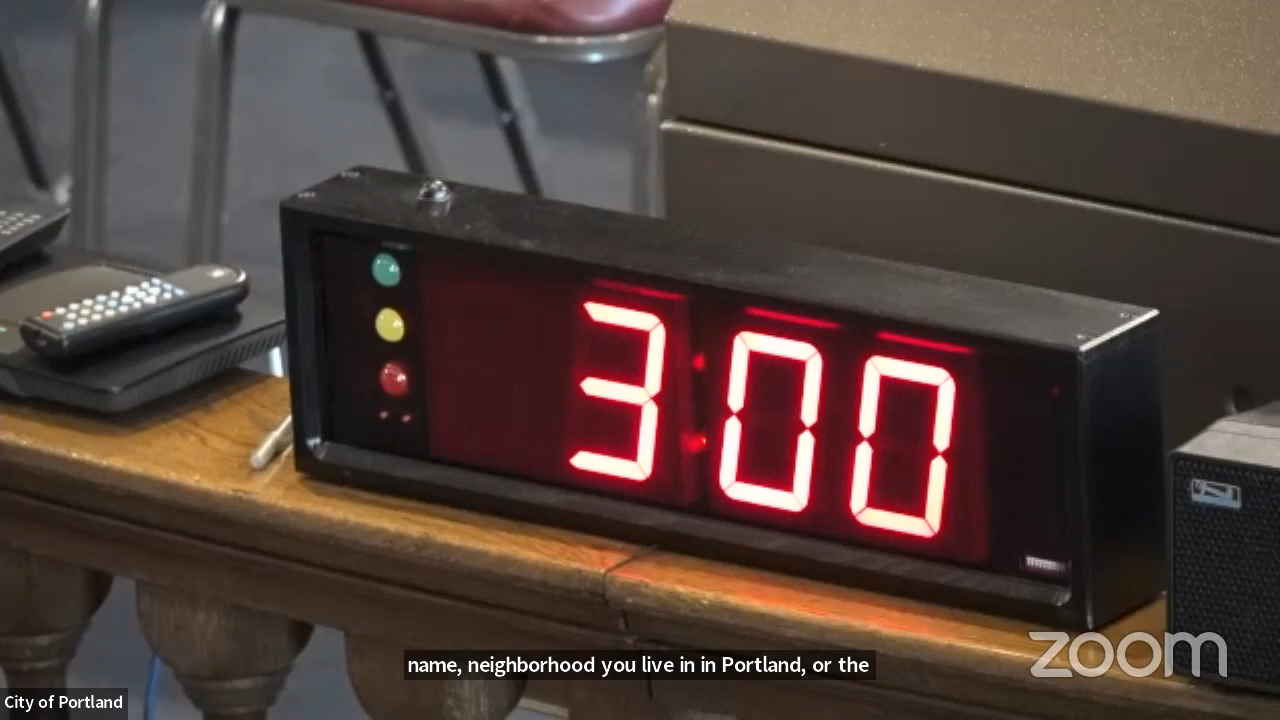 300
name, neighborhood you live in in Portland, or the
zoom
City of Portland